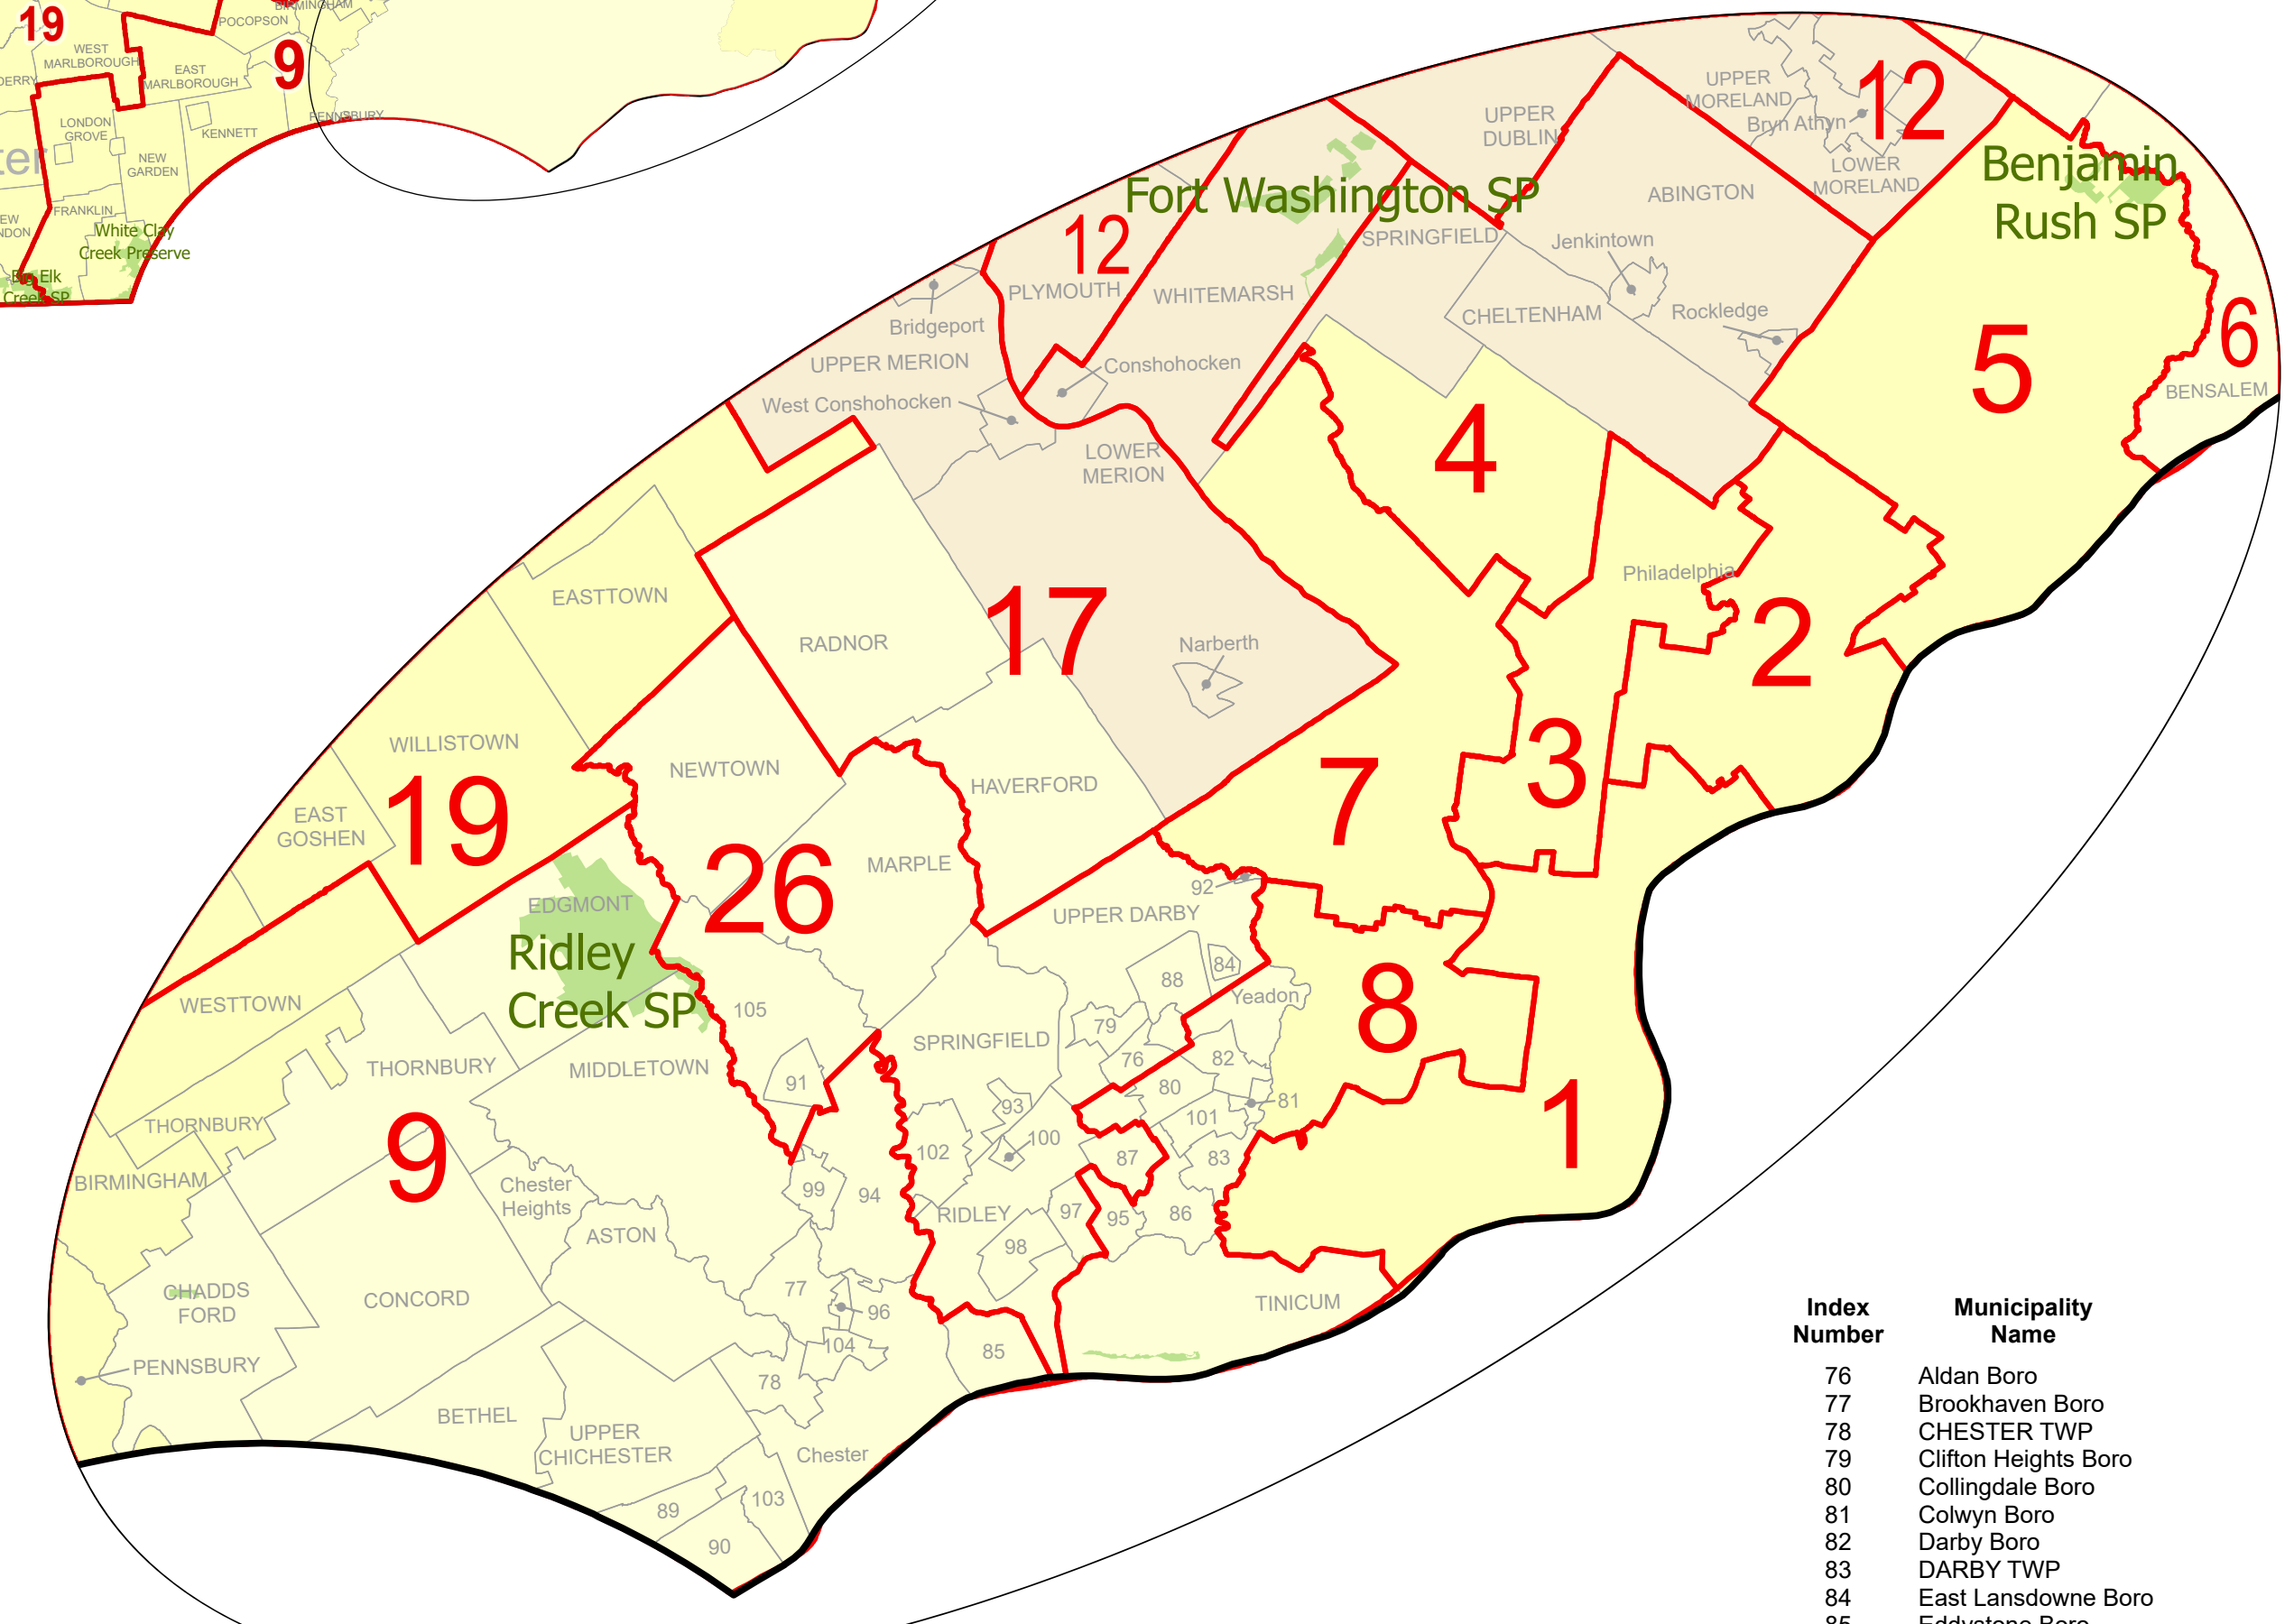 19
BIRMINGHAM
POCOPSON
WEST
MARLBOROUGH
9
EAST
MARLBOROUGH
LONDON
GROVE
PENNSBURY
KENNETT
NEW
GARDEN
FRANKLIN
White Clay
Creek Preserve
Big Elk
Creek SP
12
UPPER
MORELAND
Bryn Athyn
LOWER
MORELAND
UPPER
DUBLIN
Benjamin
Rush SP
Fort Washington SP
ABINGTON
12
SPRINGFIELD
Jenkintown
PLYMOUTH
WHITEMARSH
CHELTENHAM
Rockledge
Bridgeport
5
6
BENSALEM
UPPER MERION
Conshohocken
West Conshohocken
4
LOWER
MERION
Philadelphia
EASTTOWN
17
RADNOR
Narberth
2
WILLISTOWN
NEWTOWN
HAVERFORD
3
7
19
EAST
GOSHEN
26
MARPLE
92
EDGMONT
UPPER DARBY
Ridley
Creek SP
84
88
Yeadon
8
WESTTOWN
105
SPRINGFIELD
79
76
82
THORNBURY
MIDDLETOWN
91
80
93
81
101
1
THORNBURY
9
100
102
87
83
BIRMINGHAM
Chester
Heights
99
94
RIDLEY
97
95
86
ASTON
98
CHADDS
FORD
CONCORD
77
96
TINICUM
104
85
PENNSBURY
78
BETHEL
UPPER
CHICHESTER
Chester
89
103
90
Index
Number
Municipality
Name
76 Aldan Boro
77 Brookhaven Boro
78 CHESTER TWP
79 Clifton Heights Boro
80 Collingdale Boro
81 Colwyn Boro
82 Darby Boro
83 DARBY TWP
84 East Lansdowne Boro
85 Eddystone Boro